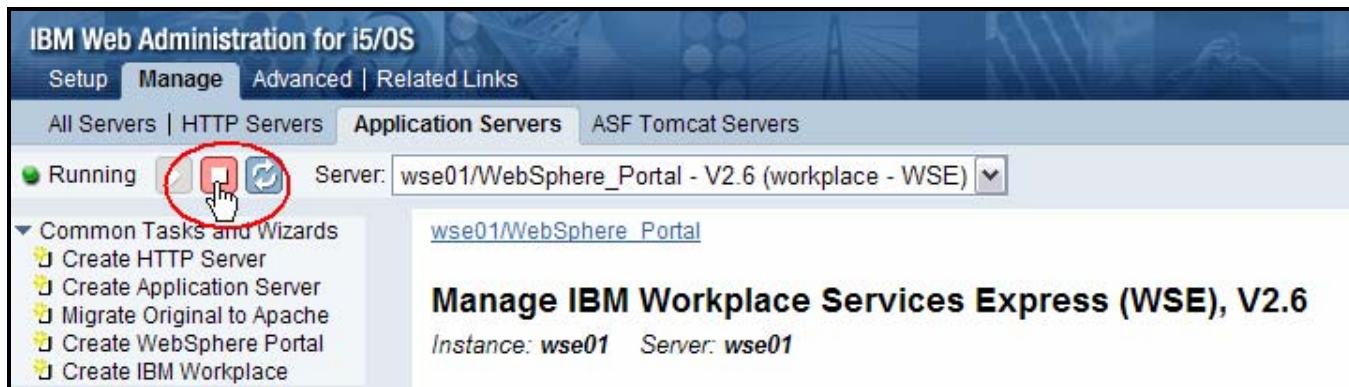 IBM Web Administration for i5/OS
Setup Manage Advanced | Related Links
All Servers | HTTP Servers Application Servers ASF Tomcat Servers
Running Server: wse01/WebSphere_Portal - V2.6 (workplace - WSE)
Common Tasks and Wizards
Create HTTP Server
Create Application Server
Migrate Original to Apache
Create WebSphere Portal
Create IBM Workplace
wse01/WebSphere_Portal
Manage IBM Workplace Services Express (WSE), V2.6
Instance: wse01 Server: wse01